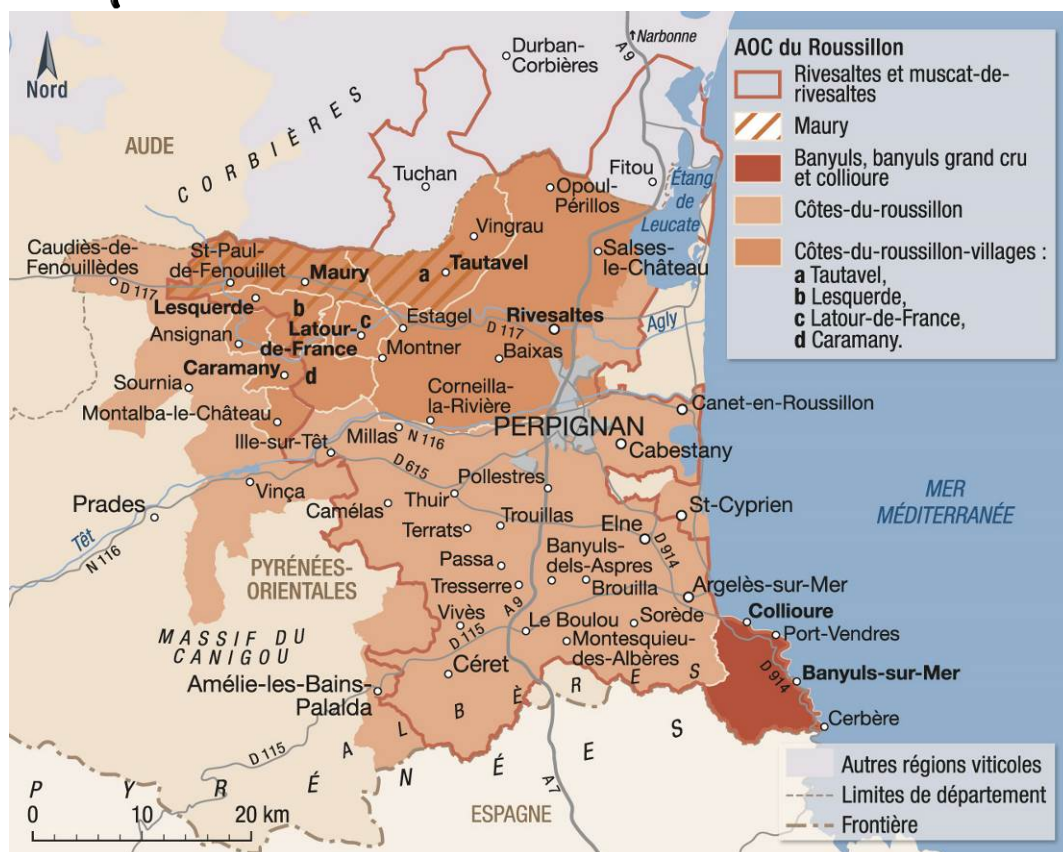 Nord
Narbonne
A 9
Durban-
Corbières
AUDE
CORBIÈRES
Tuchan
Fitou
Opoul-
Périllos
Étang
de
Leucate
Vingrau
Caudiès-de-
Fenouillèdes
St-Paul-
de-Fenouillet
Maury
a
Tautavel
Salses-
le-Château
D 117
Lesquerde
b
Latour-
de-France
c
Estagel
D 117
Rivesaltes
Agly
Ansignan
Montner
Baixas
Caramany
d
Sournia
Corneilla-
la-Rivière
Montalba-le-Château
Canet-en-Roussillon
Ille-sur-Têt
Millas
N 116
PERPIGNAN
Cabestany
D 615
Pollestres
Prades
Vinça
Thuir
Camélas
Trouillas
St-Cyprien
MER
MÉDITERRANÉE
Têt
N 116
Terrats
Elne
D 914
PYRÉNÉES-
ORIENTALES
Passa
Banyuls-
dels-Aspres
Tresserre
Brouilla
Argelès-sur-Mer
A 9
Vivès
Le Boulou
Sorède
Collioure
MASSIF DU
CANIGOU
D 115
Montesquieu-
des-Albères
Port-Vendres
Céret
D 914
Banyuls-sur-Mer
Amélie-les-Bains-
Palalda
ALBÈRES
Cerbère
D 115
PYRÉNÉES
A 7
ESPAGNE
0 10 20 km
AOC du Roussillon
Rivesaltes et muscat-de-
rivesaltes
Maury
Banyuls, banyuls grand cru
et collioure
Côtes-du-roussillon
Côtes-du-roussillon-villages :
a Tautavel,
b Lesquerde,
c Latour-de-France,
d Caramany.
Autres régions viticoles
Limites de département
Frontière